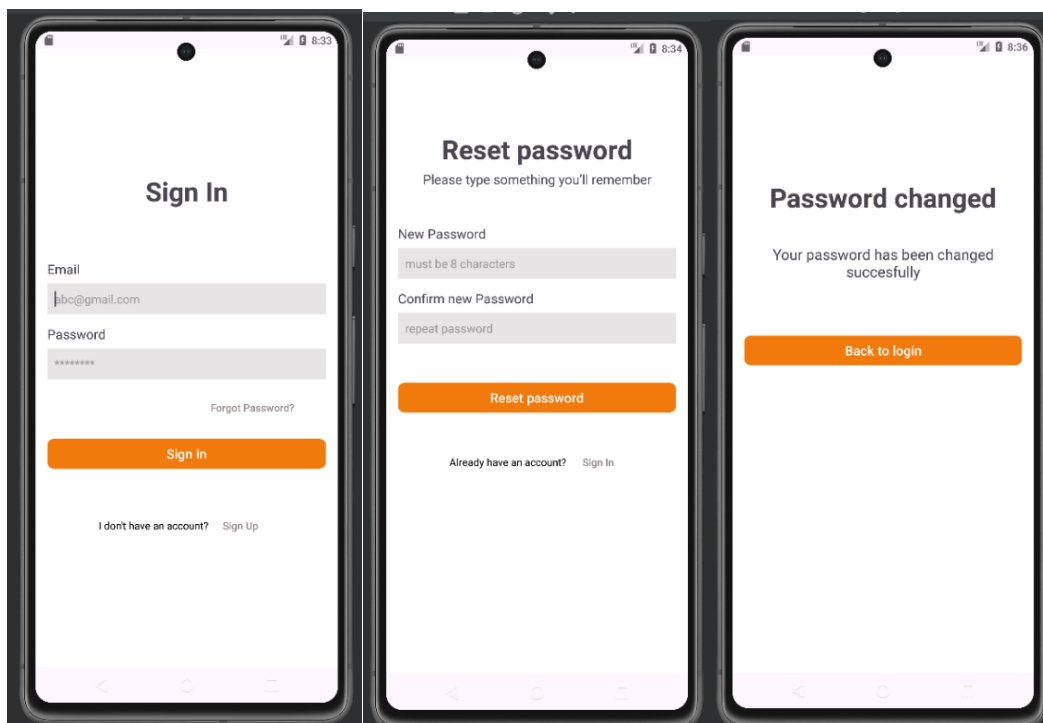 8:33
Sign In
Email
abc@gmail.com
Password
********
Forgot Password?
Sign In
I don't have an account? Sign Up
8:34
Reset password
Please type something you'll remember
New Password
must be 8 characters
Confirm new Password
repeat password
Reset password
Already have an account? Sign In
8:36
Password changed
Your password has been changed
succesfully
Back to login